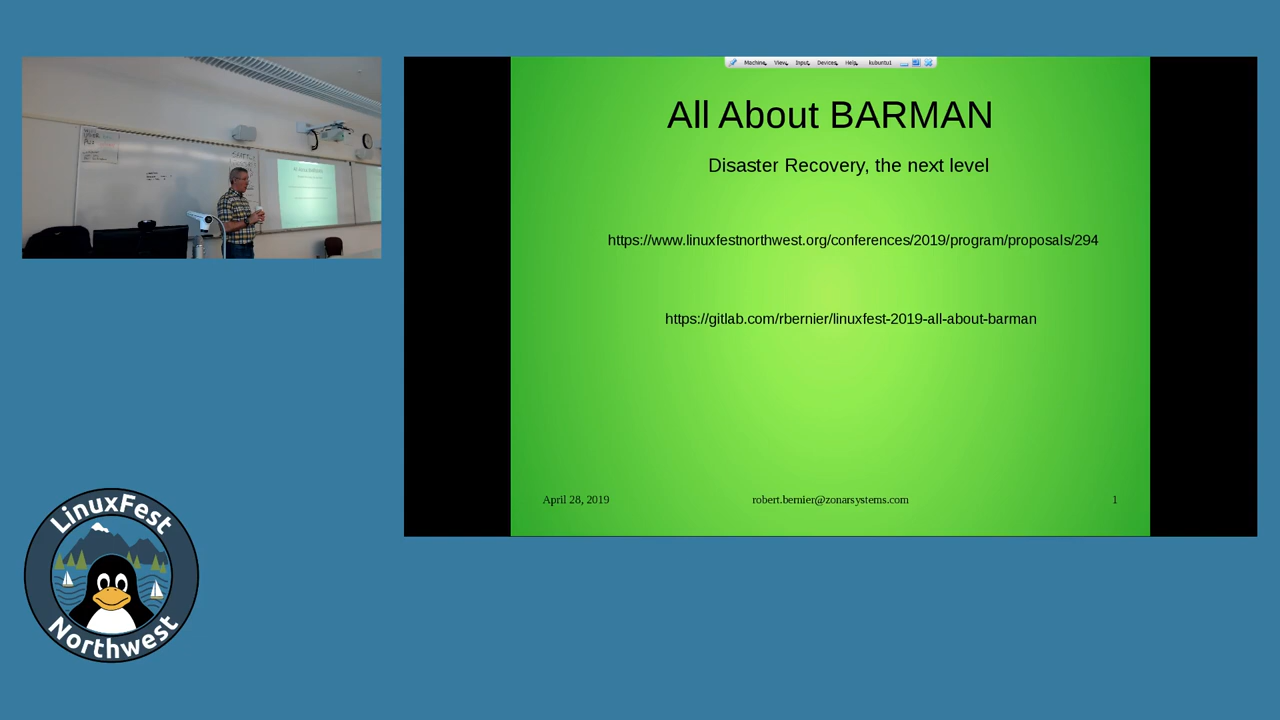 Machine View Input Devices Help kubuntu1
All About BARMAN
Disaster Recovery, the next level
https://www.linuxfestnorthwest.org/conferences/2019/program/proposals/294
https://gitlab.com/rbernier/linuxfest-2019-all-about-barman
April 28, 2019 robert.bernier@zonarsystems.com 1
LinuxFest
Northwest